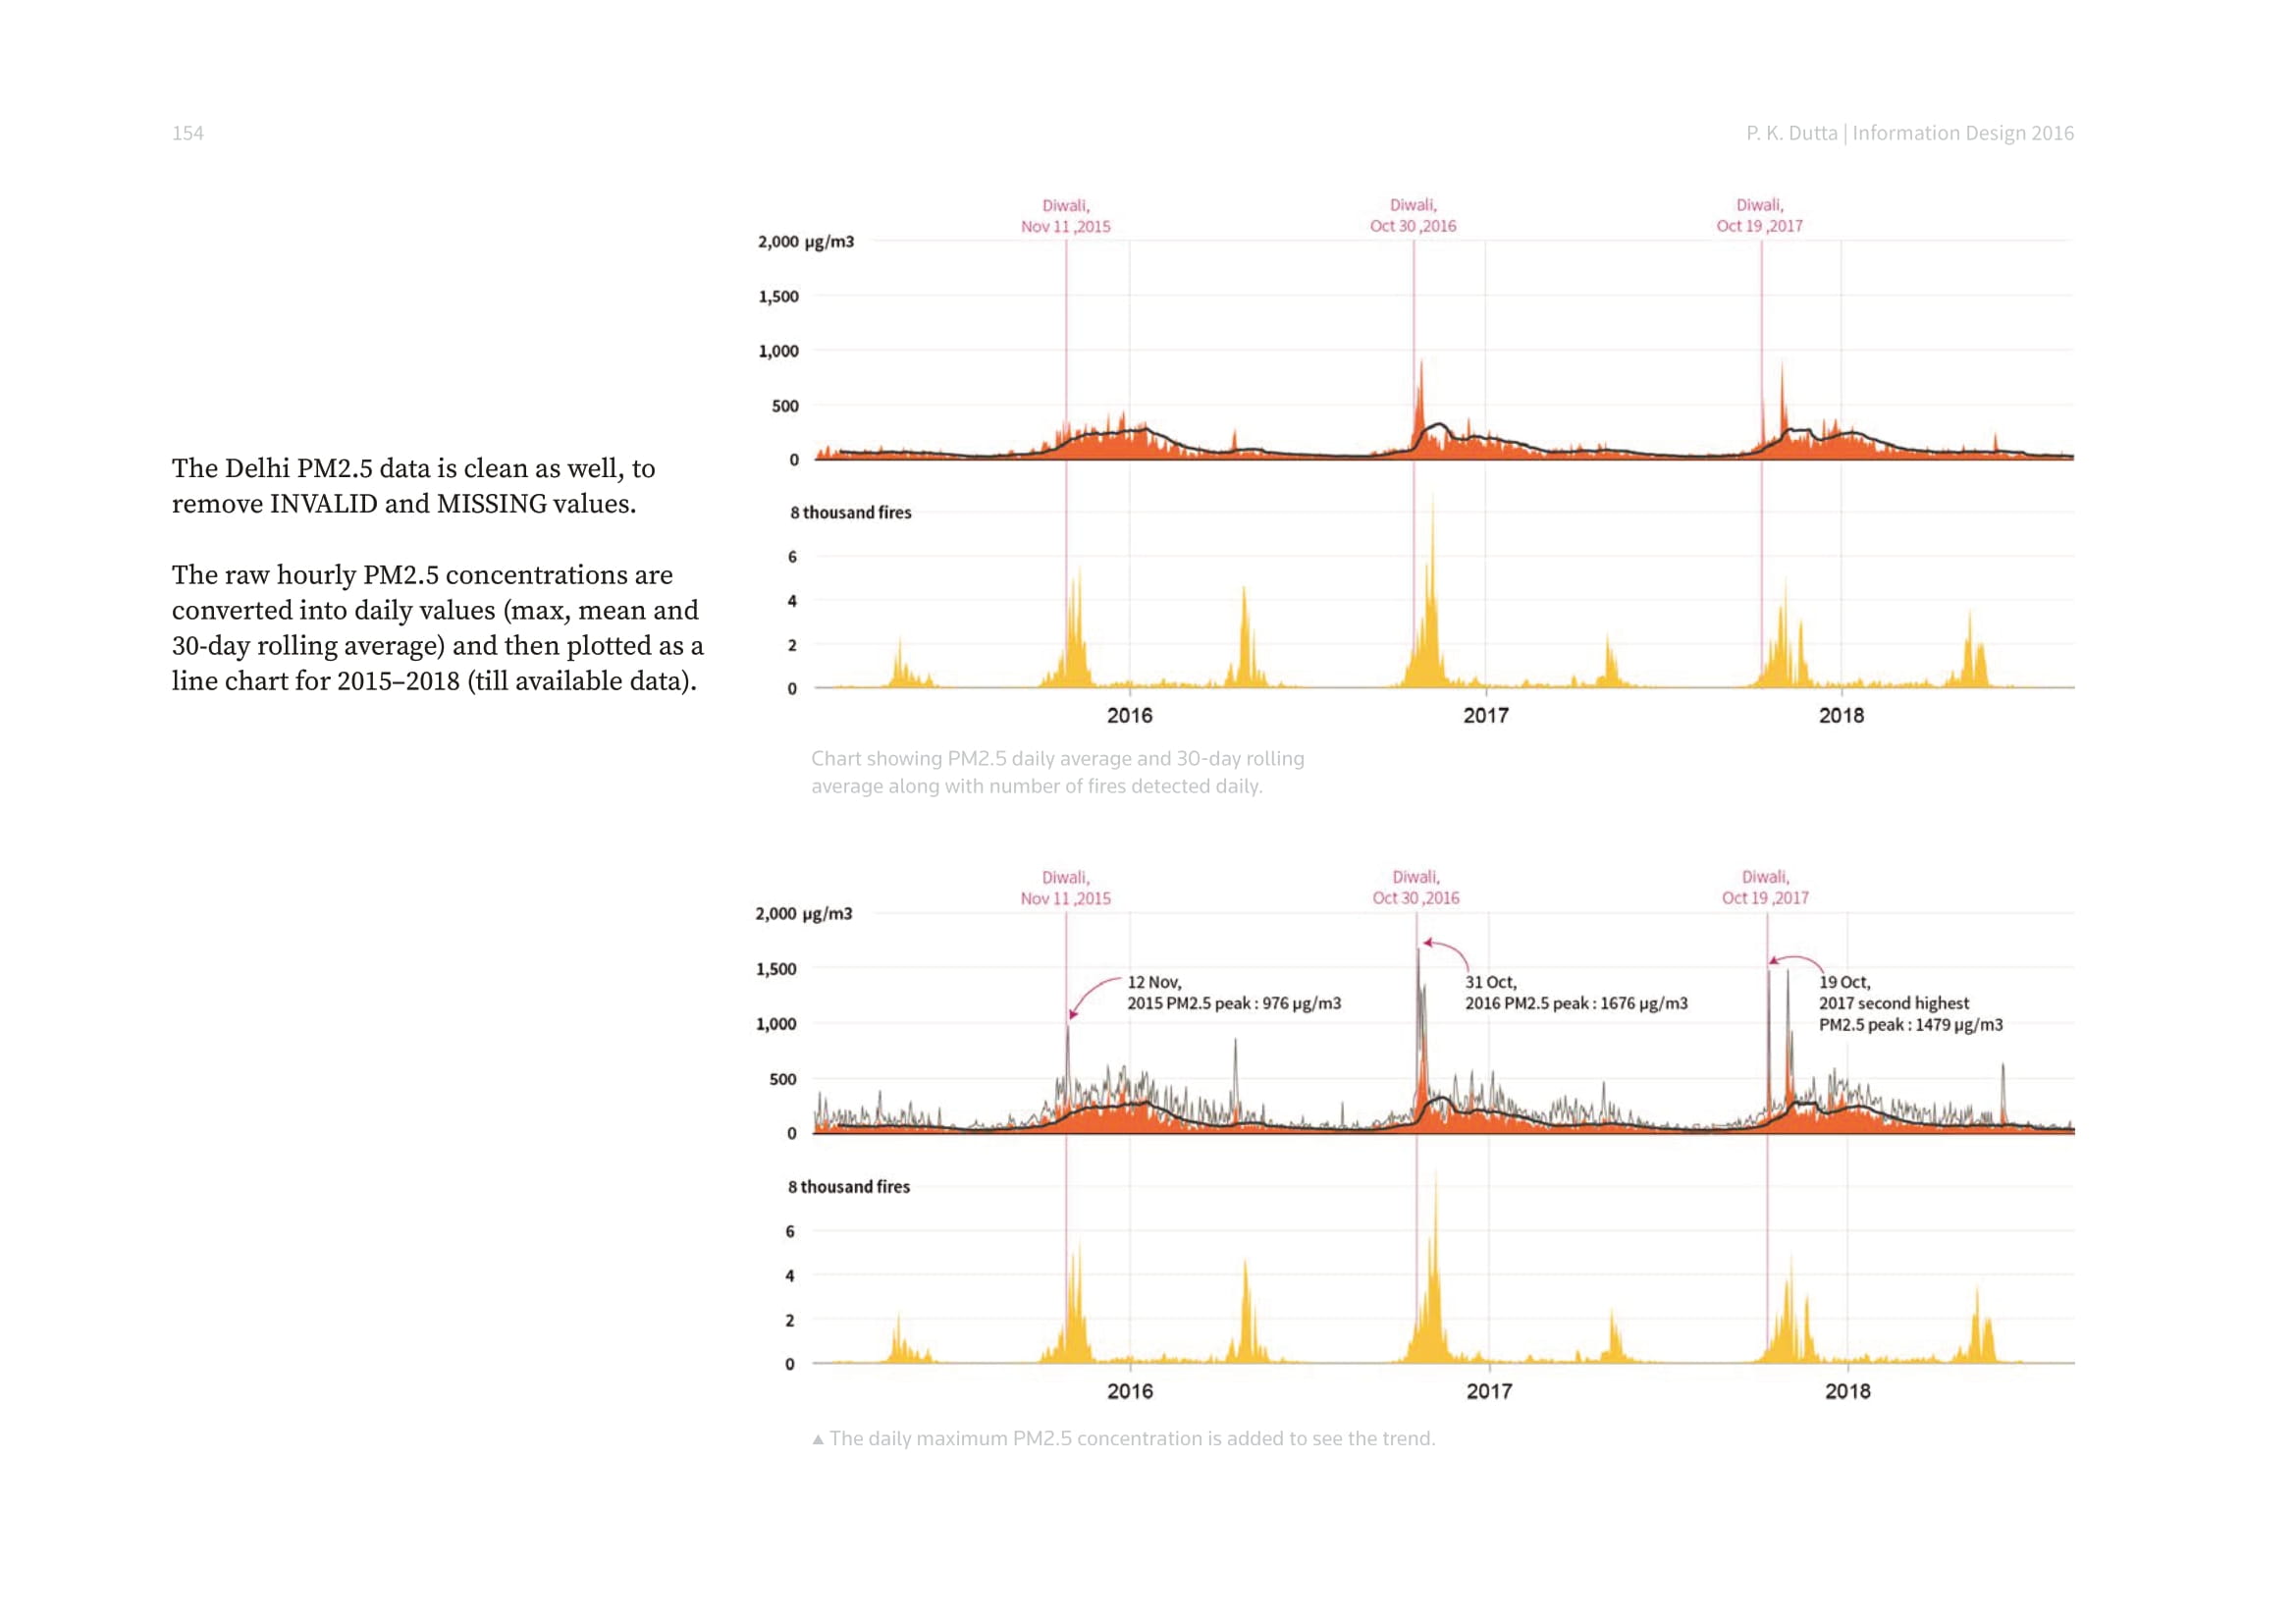 154
P. K. Dutta | Information Design 2016
The Delhi PM2.5 data is clean as well, to
remove INVALID and MISSING values.
The raw hourly PM2.5 concentrations are
converted into daily values (max, mean and
30-day rolling average) and then plotted as a
line chart for 2015–2018 (till available data).
Diwali,
Nov 11 ,2015
Diwali,
Oct 30 ,2016
Diwali,
Oct 19 ,2017
2,000 µg/m3
1,500
1,000
500
0
8 thousand fires
6
4
2
0
2016
2017
2018
Chart showing PM2.5 daily average and 30-day rolling
average along with number of fires detected daily.
Diwali,
Nov 11 ,2015
Diwali,
Oct 30 ,2016
Diwali,
Oct 19 ,2017
2,000 µg/m3
1,500
1,000
500
0
12 Nov,
2015 PM2.5 peak : 976 µg/m3
31 Oct,
2016 PM2.5 peak : 1676 µg/m3
19 Oct,
2017 second highest
PM2.5 peak : 1479 µg/m3
8 thousand fires
6
4
2
0
2016
2017
2018
▲ The daily maximum PM2.5 concentration is added to see the trend.